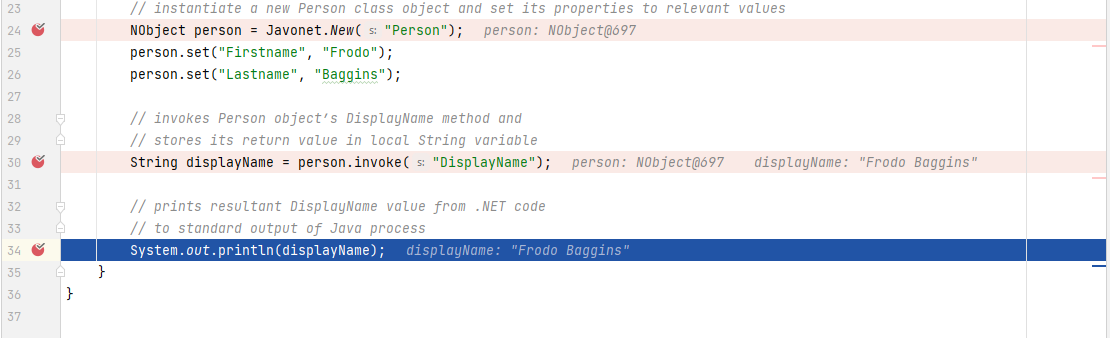 23 // instantiate a new Person class object and set its properties to relevant values
24 NObject person = Javonet.New( s: "Person"); person: NObject@697
25 person.set("Firstname", "Frodo");
26 person.set("Lastname", "Baggins");
27
28 // invokes Person object’s DisplayName method and
29 // stores its return value in local String variable
30 String displayName = person.invoke( s: "DisplayName"); person: NObject@697 displayName: "Frodo Baggins"
31
32 // prints resultant DisplayName value from .NET code
33 // to standard output of Java process
34 System.out.println(displayName); displayName: "Frodo Baggins"
35 }
36 }
37